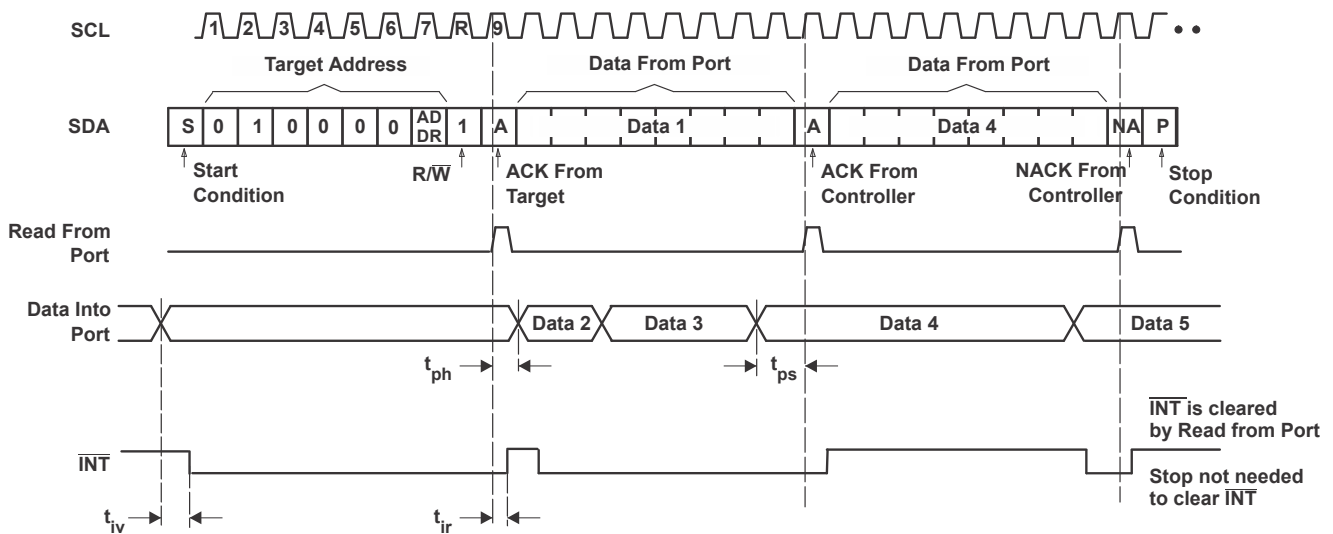 SCL 1 2 3 4 5 6 7 R 9
Target Address Data From Port Data From Port
SDA S 0 1 0 0 0 0 AD DR 1 A Data 1 A Data 4 NA P
Start Condition
R/W
ACK From Target
ACK From Controller
NACK From Controller
Stop Condition
Read From Port
Data Into Port
Data 2 Data 3 Data 4 Data 5
tph tps
INT is cleared by Read from Port
INT
Stop not needed to clear INT
tiv tir